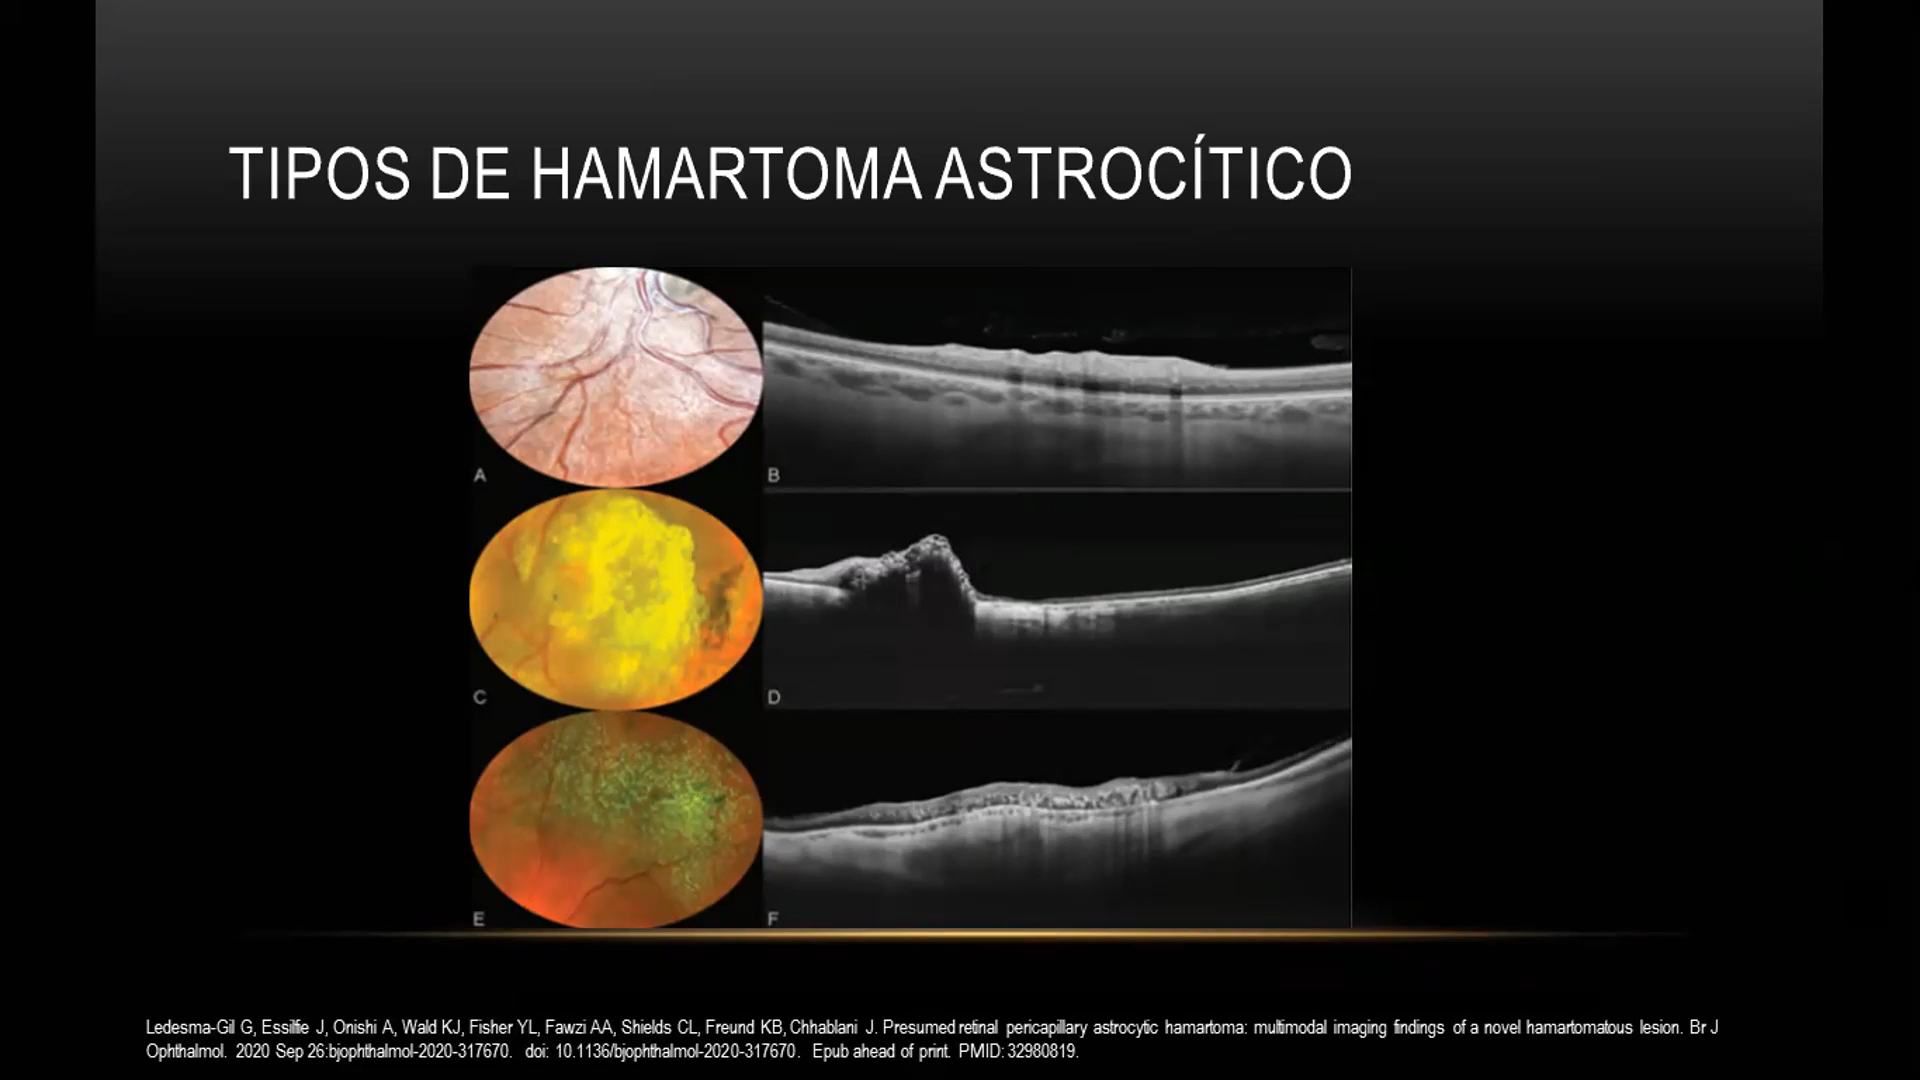 TIPOS DE HAMARTOMA ASTROCÍTICO
A
B
C
D
E
F
Ledesma-Gil G, Essilfie J, Onishi A, Wald KJ, Fisher YL, Fawzi AA, Shields CL, Freund KB, Chhablani J. Presumed retinal pericapillary astrocytic hamartoma: multimodal imaging findings of a novel hamartomatous lesion. Br J
Ophthalmol. 2020 Sep 26:bjophthalmol-2020-317670. doi: 10.1136/bjophthalmol-2020-317670. Epub ahead of print. PMID: 32980819.